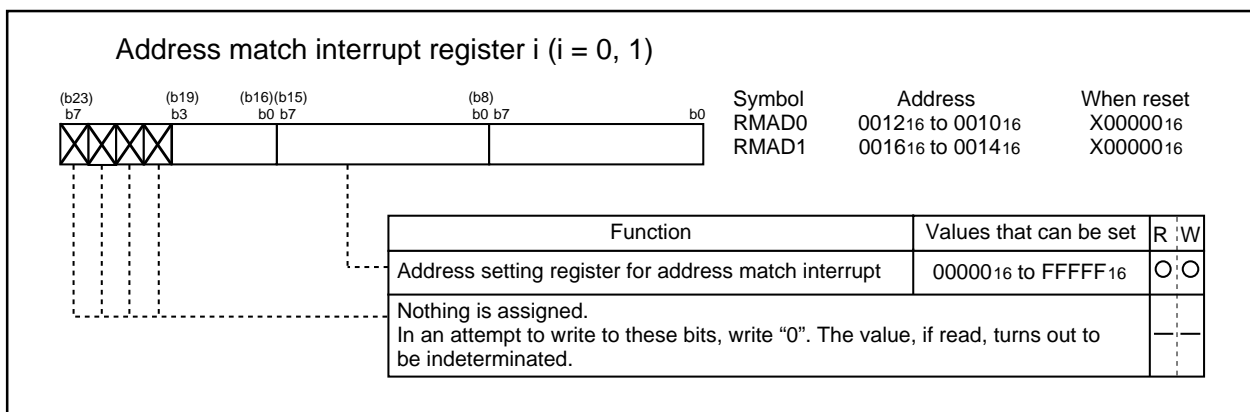 Address match interrupt register i (i = 0, 1)
(b23) (b19) (b16)(b15) (b8)
b7 b3 b0 b7 b0 b7 b0
Symbol Address When reset
RMAD0 001216 to 001016 X0000016
RMAD1 001616 to 001416 X0000016
Function Values that can be set R W
Address setting register for address match interrupt 0000016 to FFFFF16
Nothing is assigned.
In an attempt to write to these bits, write “0”. The value, if read, turns out to
be indeterminated.